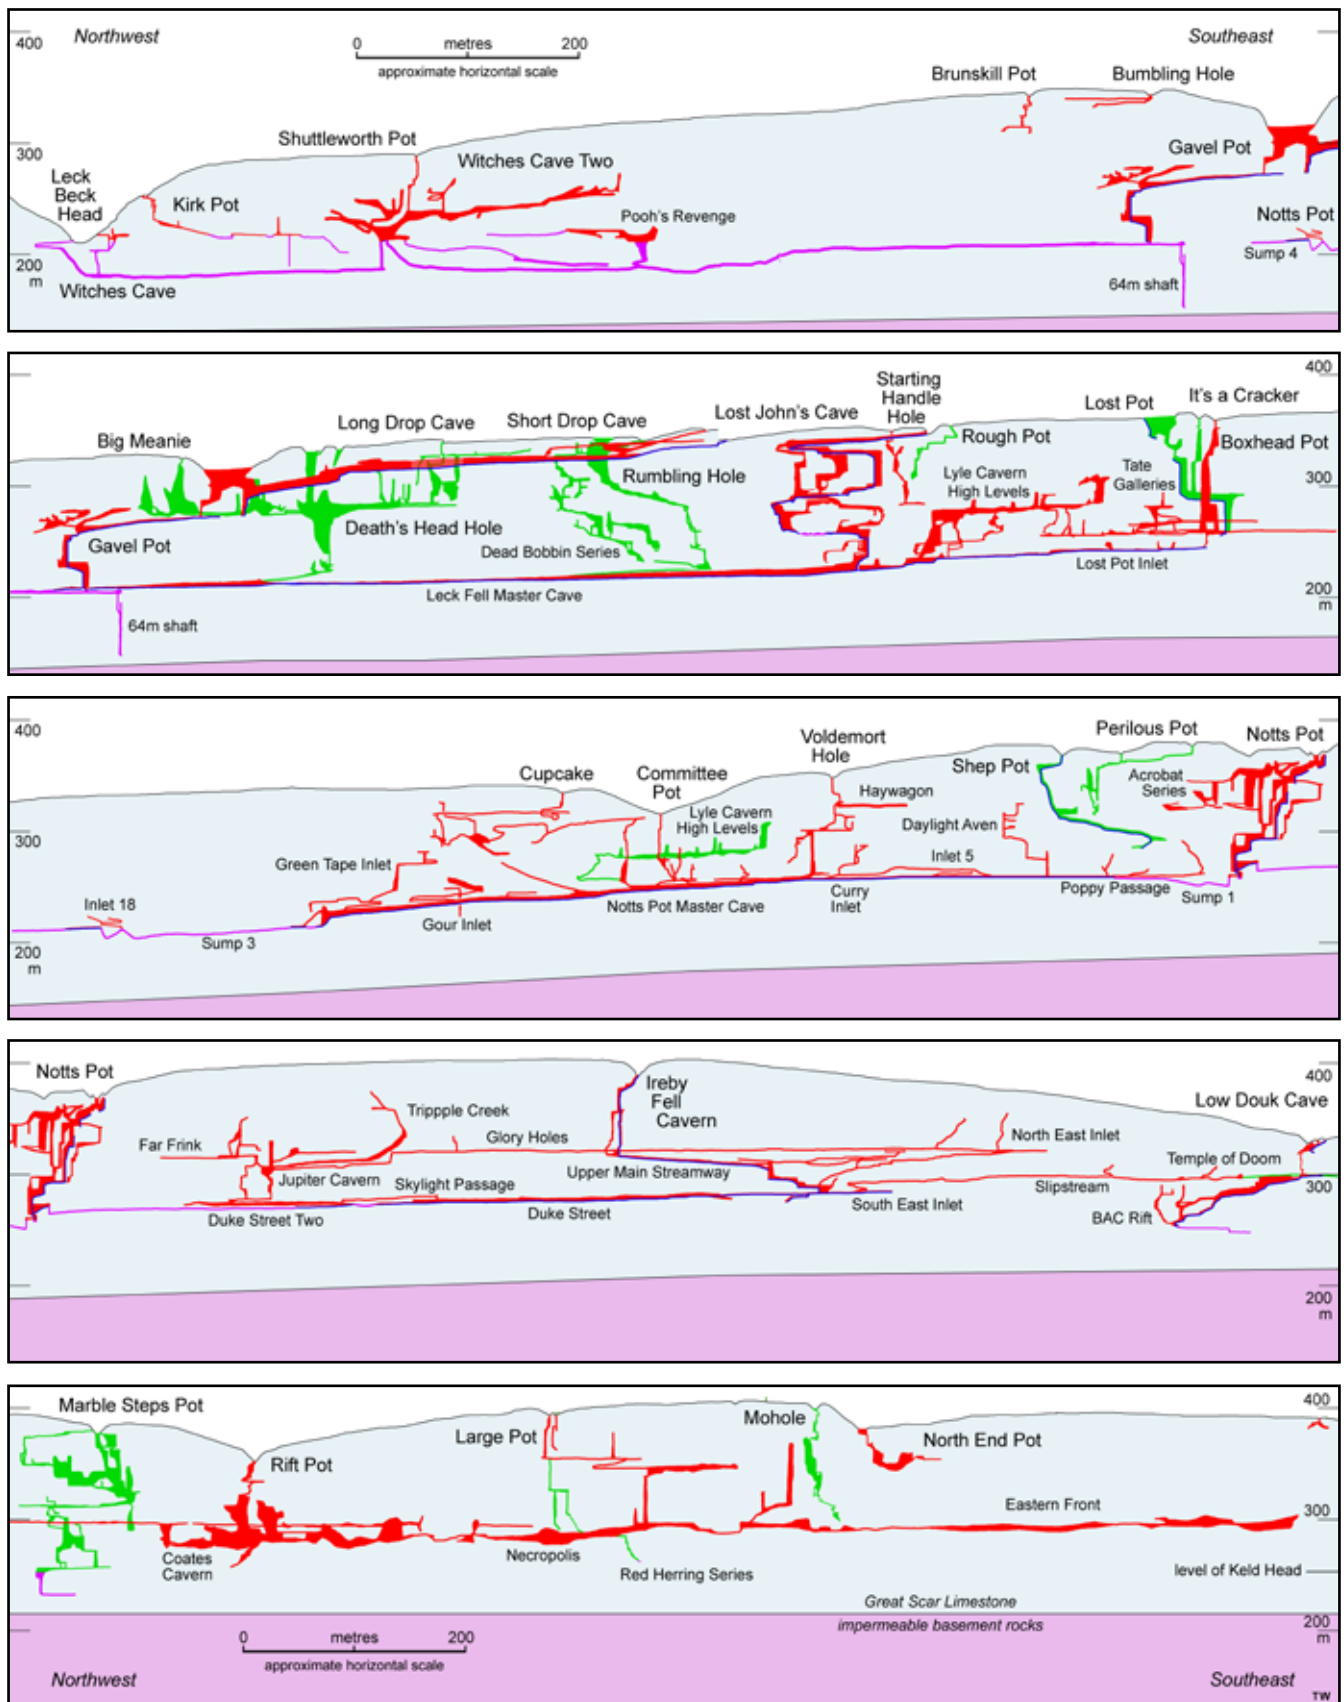 400
Northwest
0 metres 200
approximate horizontal scale
Southeast
Brunskill Pot
Bumbling Hole
Shuttleworth Pot
300
Witches Cave Two
Gavel Pot
Leck
Beck
Head
Kirk Pot
Pooh's Revenge
Notts Pot
Sump 4
200
m
Witches Cave
64m shaft
400
Starting
Handle
Hole
Lost Pot
It's a Cracker
Long Drop Cave
Short Drop Cave
Lost John's Cave
Big Meanie
Rough Pot
Boxhead Pot
Rumbling Hole
Lyle Cavern
High Levels
Tate
Galleries
300
Death's Head Hole
Gavel Pot
Dead Bobbin Series
Lost Pot Inlet
Leck Fell Master Cave
200
m
64m shaft
400
Voldemort
Hole
Perilous Pot
Notts Pot
Cupcake
Committee
Pot
Shep Pot
Acrobat
Series
Haywagon
Lyle Cavern
High Levels
Daylight Aven
300
Green Tape Inlet
Inlet 5
Inlet 18
Notts Pot Master Cave
Curry
Inlet
Poppy Passage
Sump 1
Gour Inlet
Sump 3
200
m
Notts Pot
400
Ireby
Fell
Cavern
Low Douk Cave
Trippple Creek
Far Frink
Glory Holes
North East Inlet
Upper Main Streamway
Temple of Doom
Jupiter Cavern
Skylight Passage
Slipstream
300
Duke Street Two
Duke Street
South East Inlet
BAC Rift
200
m
Marble Steps Pot
400
Mohole
Large Pot
North End Pot
Rift Pot
Eastern Front
300
Coates
Cavern
Necropolis
Red Herring Series
level of Keld Head
Great Scar Limestone
impermeable basement rocks
200
m
0 metres 200
approximate horizontal scale
Northwest
Southeast
TW